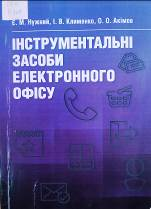 Є. М. Нужний, І. В. Клименко, О. О. Акімов
ІНСТРУМЕНТАЛЬНІ
ЗАСОБИ
ЕЛЕКТРОННОГО
ОФІСУ